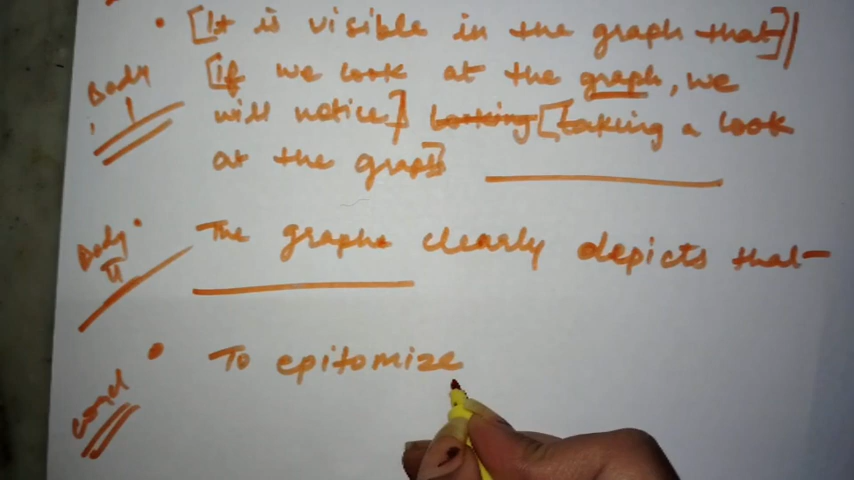 • [It is visible in the graph that]|
Body
I
[If we look at the graph, we
will notice] Looking [taking a look
at the graph]
Body
II
• The graphe clearly depicts that-
concl
• To epitomize